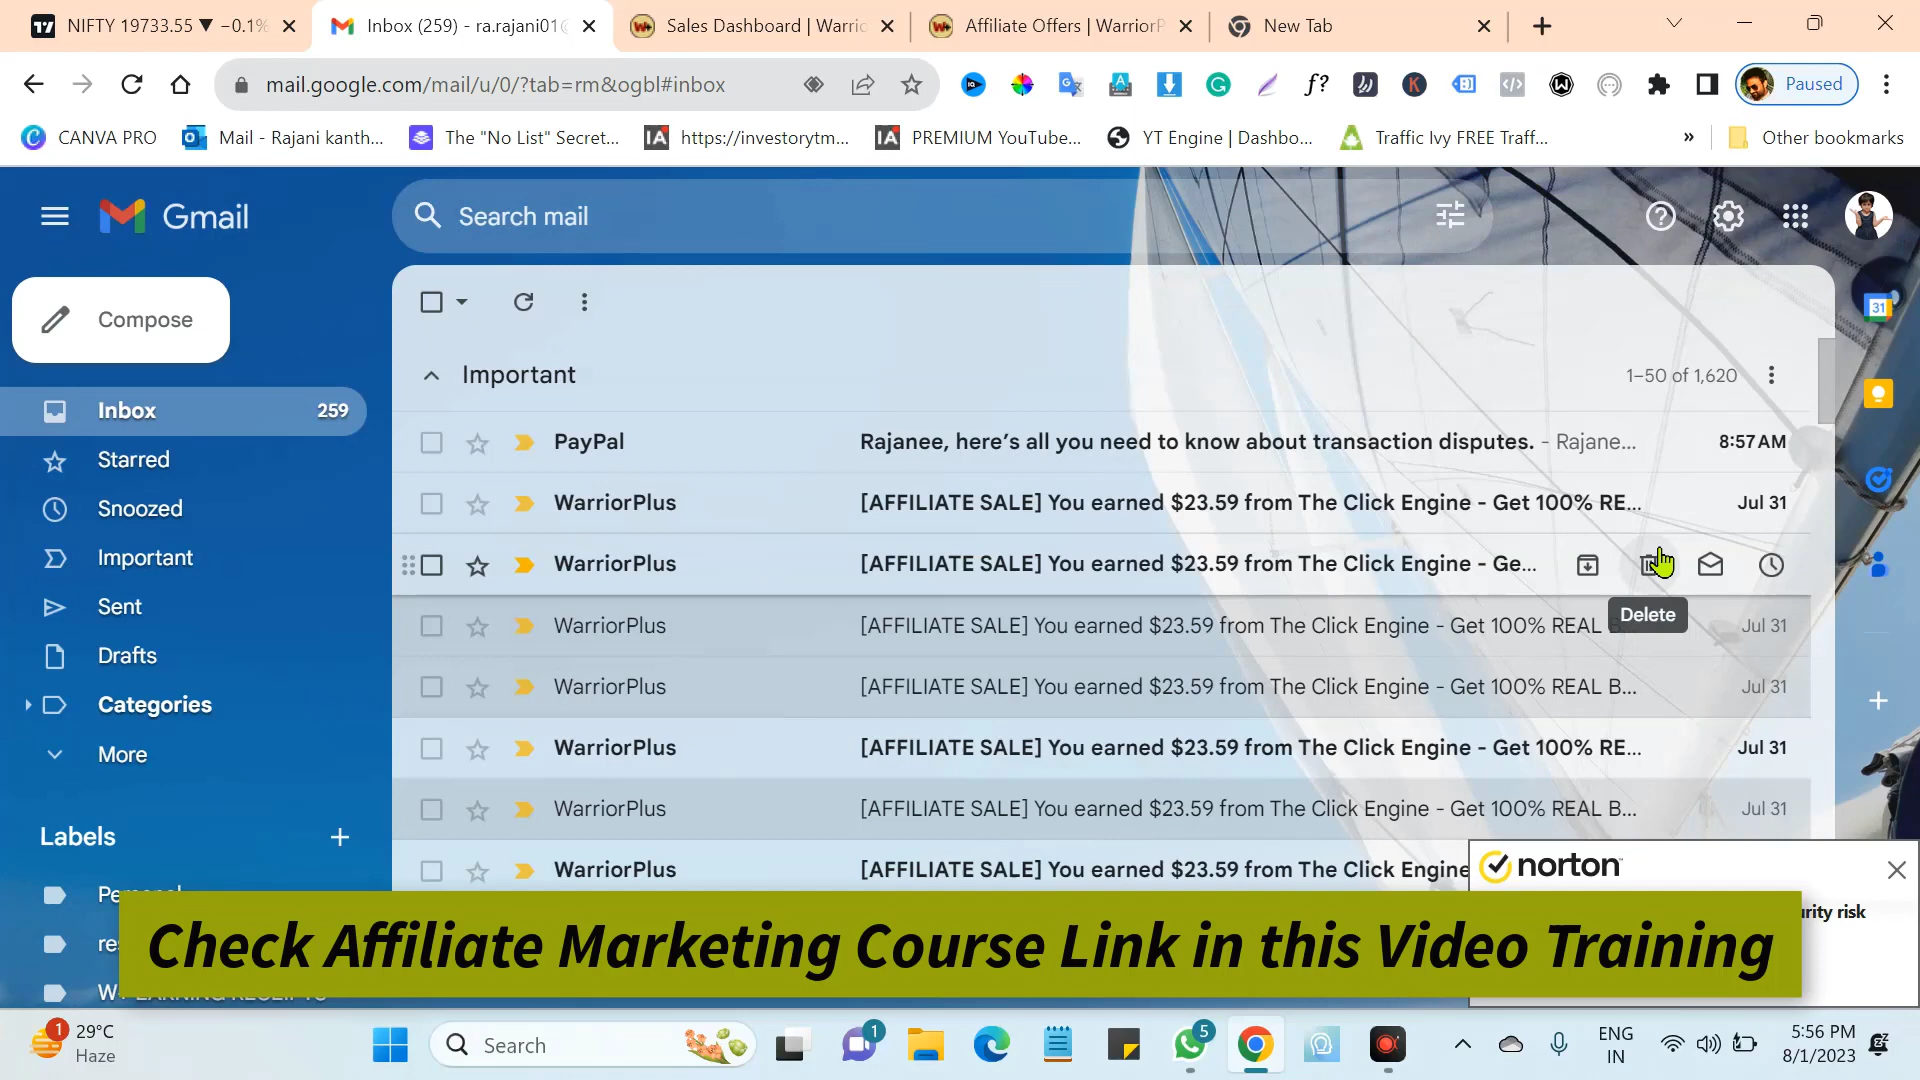 NIFTY 19733.55 ▼ −0.1%
Inbox (259) - ra.rajani01
Sales Dashboard | Warrio
Affiliate Offers | WarriorP
New Tab
mail.google.com/mail/u/0/?tab=rm&ogbl#inbox
Paused
CANVA PRO
Mail - Rajani kanth...
The "No List" Secret...
IA
https://investorytm...
IA
PREMIUM YouTube...
YT Engine | Dashbo...
Traffic Ivy FREE Traff...
»
Other bookmarks
Gmail
Search mail
Compose
Important
1–50 of 1,620
Inbox 259
Starred
Snoozed
Important
Sent
Drafts
Categories
More
Labels
PayPal Rajanee, here's all you need to know about transaction disputes. - Rajane... 8:57 AM
WarriorPlus [AFFILIATE SALE] You earned $23.59 from The Click Engine - Get 100% RE... Jul 31
WarriorPlus [AFFILIATE SALE] You earned $23.59 from The Click Engine - Ge...
Delete
WarriorPlus [AFFILIATE SALE] You earned $23.59 from The Click Engine - Get 100% REAL B Jul 31
WarriorPlus [AFFILIATE SALE] You earned $23.59 from The Click Engine - Get 100% REAL B... Jul 31
WarriorPlus [AFFILIATE SALE] You earned $23.59 from The Click Engine - Get 100% RE... Jul 31
WarriorPlus [AFFILIATE SALE] You earned $23.59 from The Click Engine - Get 100% REAL B... Jul 31
WarriorPlus [AFFILIATE SALE] You earned $23.59 from The Click Engine
31
norton
risk
Check Affiliate Marketing Course Link in this Video Training
1
29°C
Haze
Search
1
5
ENG
IN
5:56 PM
8/1/2023